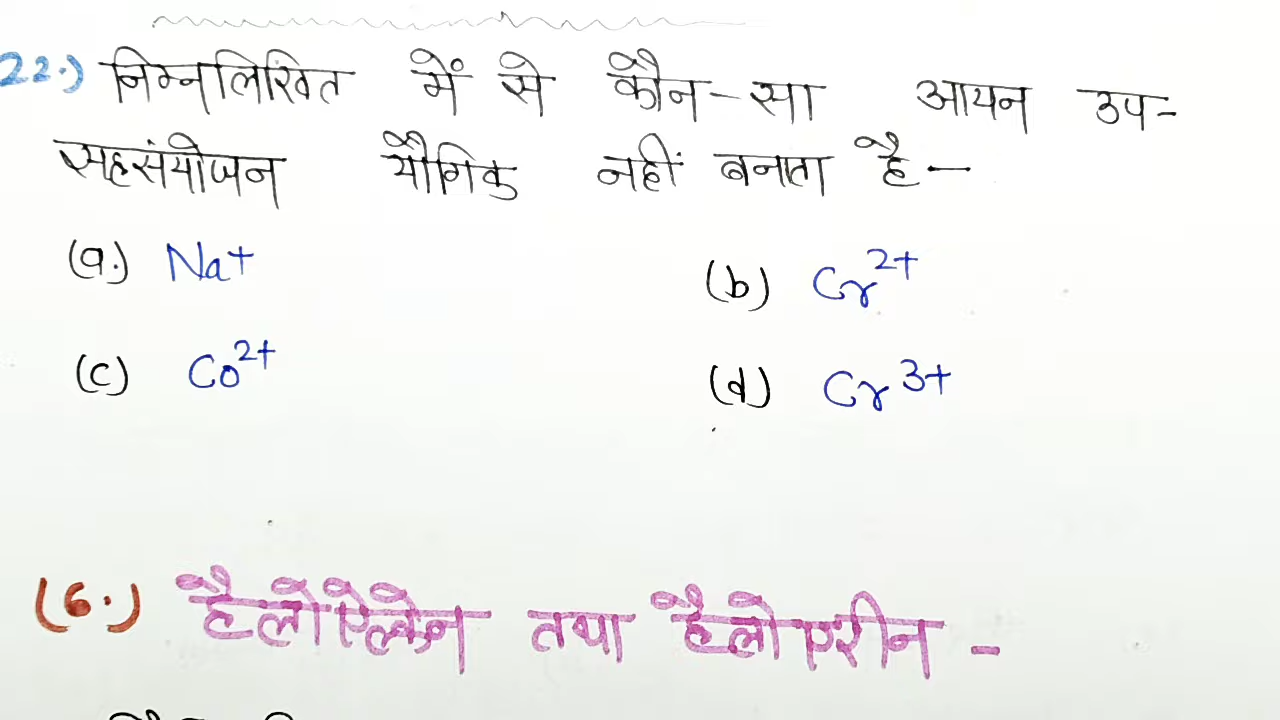 22.) निम्नलिखित में से कौन-सा आयन उप-
सहसंयोजन यौगिक नहीं बनाता है-
(a.) Na+
(b) Cr2+
(c) Co2+
(d) Cr3+
(6.) हैलोऐल्केन तथा हैलोएरीन -